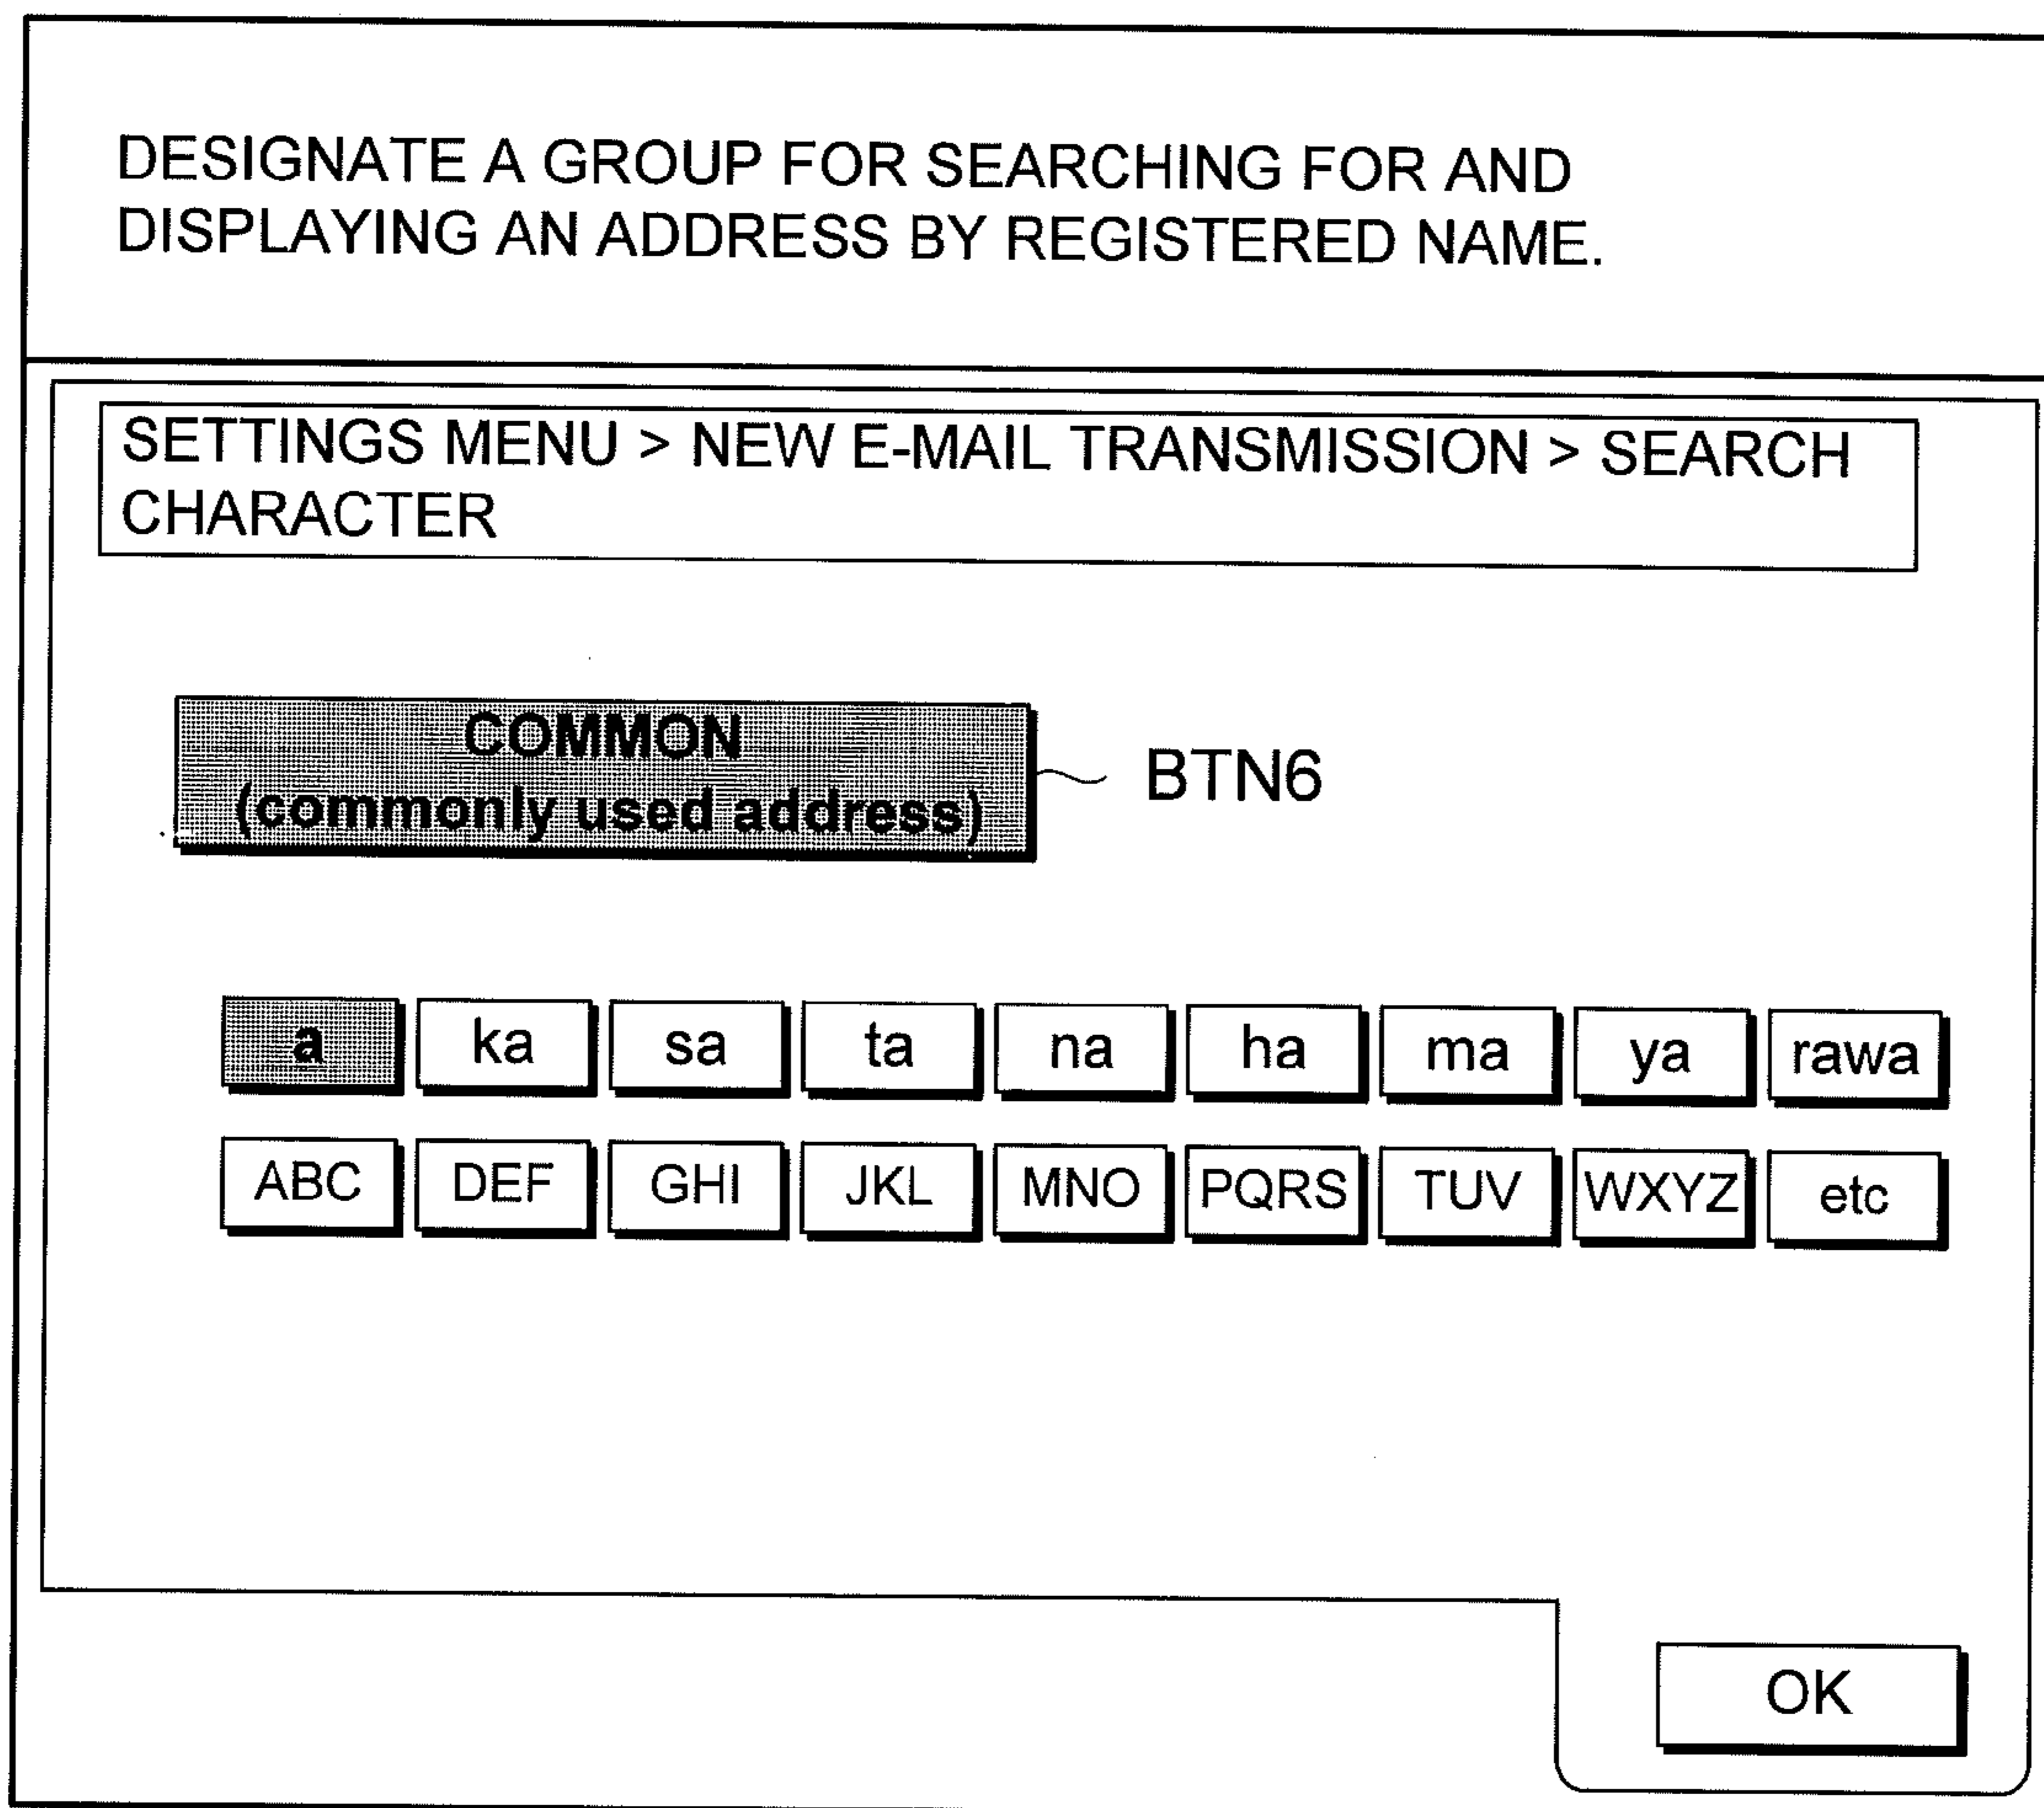 DESIGNATE A GROUP FOR SEARCHING FOR AND
DISPLAYING AN ADDRESS BY REGISTERED NAME.
SETTINGS MENU > NEW E-MAIL TRANSMISSION > SEARCH
CHARACTER
COMMON
(commonly used address)
BTN6
a ka sa ta na ha ma ya rawa
ABC DEF GHI JKL MNO PQRS TUV WXYZ etc
OK